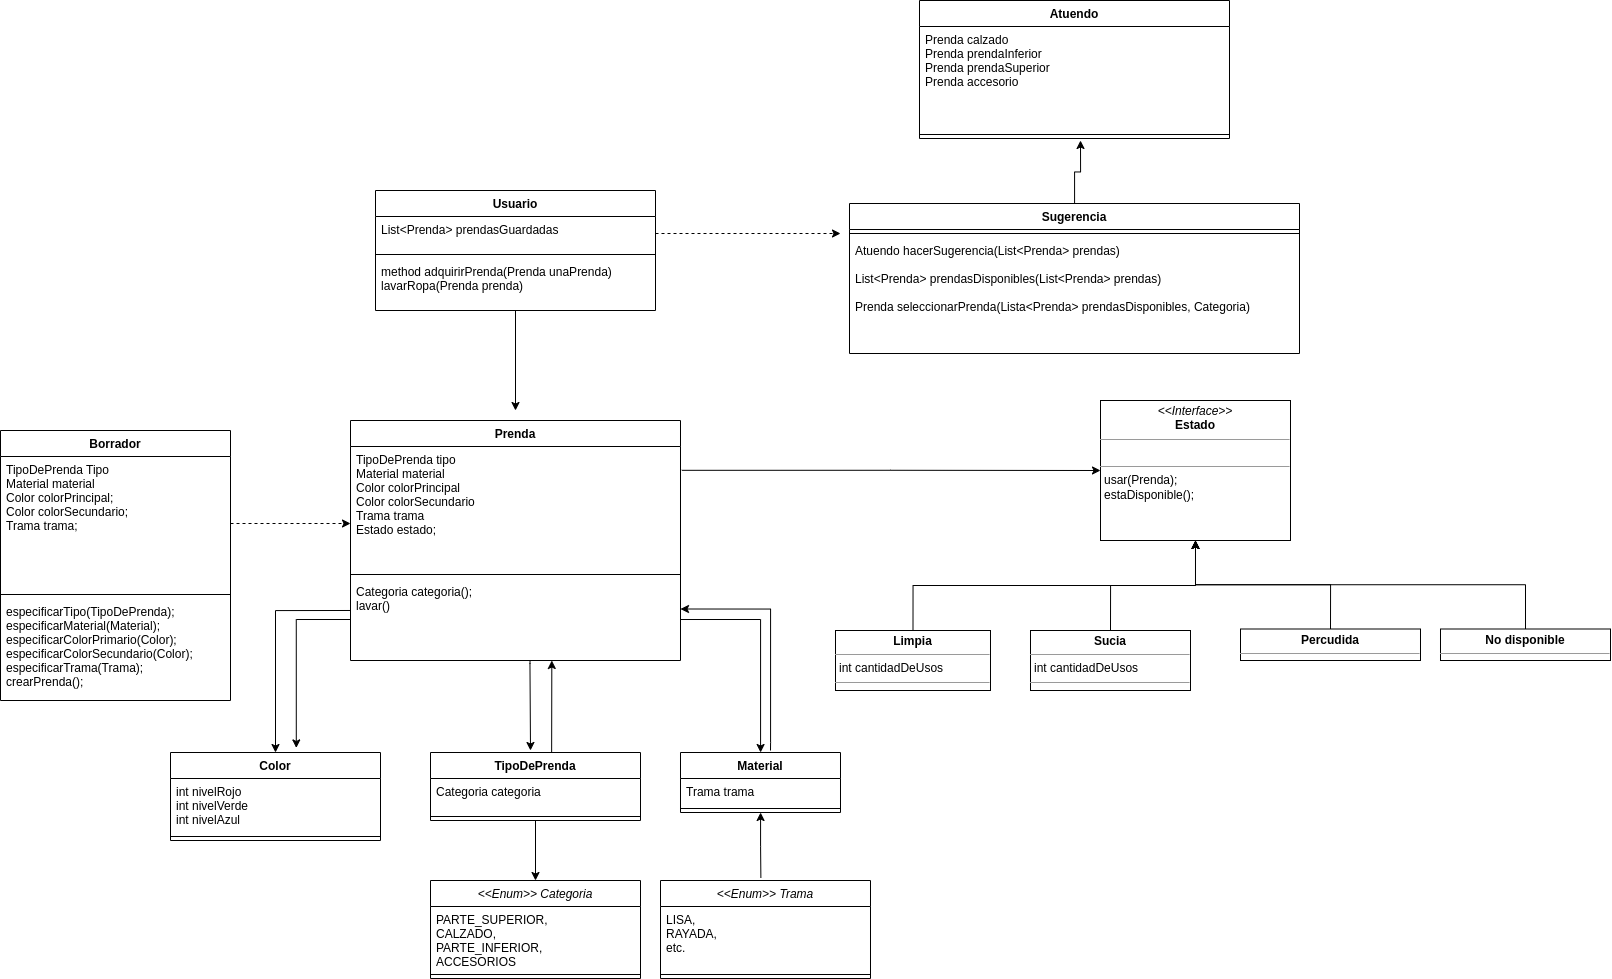 Atuendo
Prenda calzado
Prenda prendaInferior
Prenda prendaSuperior
Prenda accesorio
Usuario
List<Prenda> prendasGuardadas
method adquirirPrenda(Prenda unaPrenda)
lavarRopa(Prenda prenda)
Sugerencia
Atuendo hacerSugerencia(List<Prenda> prendas)
List<Prenda> prendasDisponibles(List<Prenda> prendas)
Prenda seleccionarPrenda(Lista<Prenda> prendasDisponibles, Categoria)
Borrador
TipoDePrenda Tipo
Material material
Color colorPrincipal;
Color colorSecundario;
Trama trama;
especificarTipo(TipoDePrenda);
especificarMaterial(Material);
especificarColorPrimario(Color);
especificarColorSecundario(Color);
especificarTrama(Trama);
crearPrenda();
Prenda
TipoDePrenda tipo
Material material
Color colorPrincipal
Color colorSecundario
Trama trama
Estado estado;
Categoria categoria();
lavar()
<<Interface>>
Estado
usar(Prenda);
estaDisponible();
Limpia
int cantidadDeUsos
Sucia
int cantidadDeUsos
Percudida
No disponible
Color
int nivelRojo
int nivelVerde
int nivelAzul
TipoDePrenda
Categoria categoria
Material
Trama trama
<<Enum>> Categoria
PARTE_SUPERIOR,
CALZADO,
PARTE_INFERIOR,
ACCESORIOS
<<Enum>> Trama
LISA,
RAYADA,
etc.